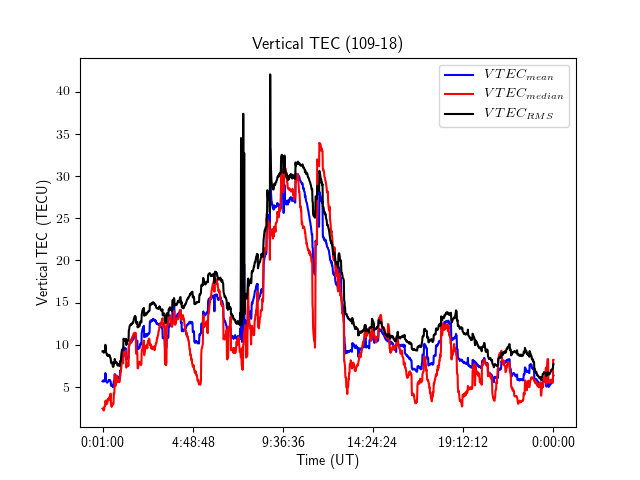 Vertical TEC (109-18)
VTEC_mean
VTEC_median
VTEC_RMS
Vertical TEC (TECU)
40
35
30
25
20
15
10
5
0:01:00 4:48:48 9:36:36 14:24:24 19:12:12 0:00:00
Time (UT)